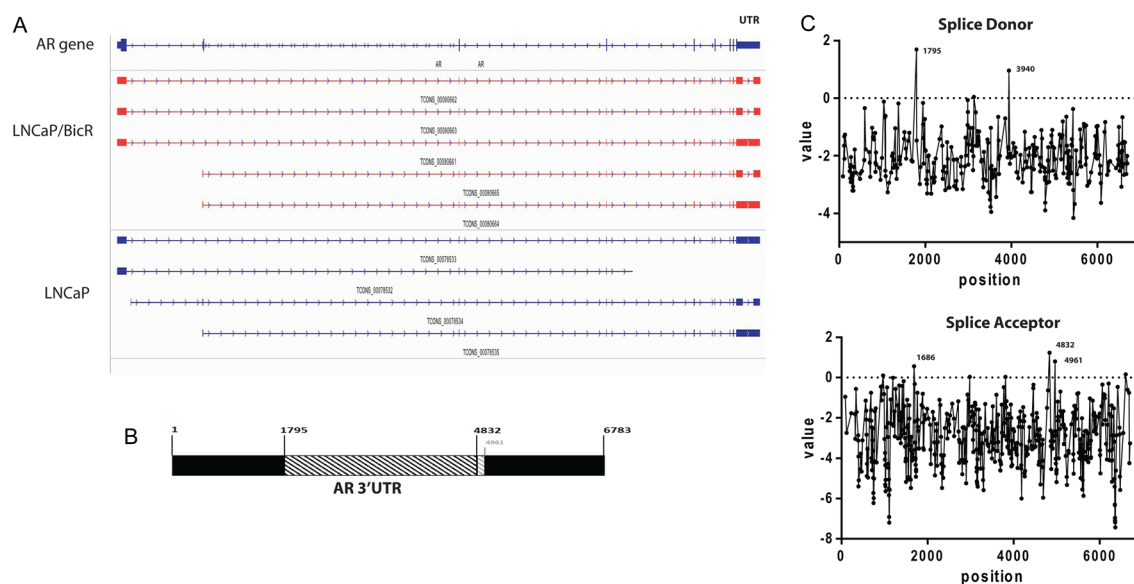 A
UTR
AR gene
AR AR
TCONS_00080662
LNCaP/BicR
TCONS_00080663
TCONS_00080661
TCONS_00080665
TCONS_00080664
TCONS_00078533
LNCaP
TCONS_00078532
TCONS_00078534
TCONS_00078535
B
1 1795 4832 6783
4961
AR 3'UTR
C
Splice Donor
2
1795
3940
0
value
-2
-4
0 2000 4000 6000
position
Splice Acceptor
2
4832
1686
4961
0
-2
value
-4
-6
-8
0 2000 4000 6000
position